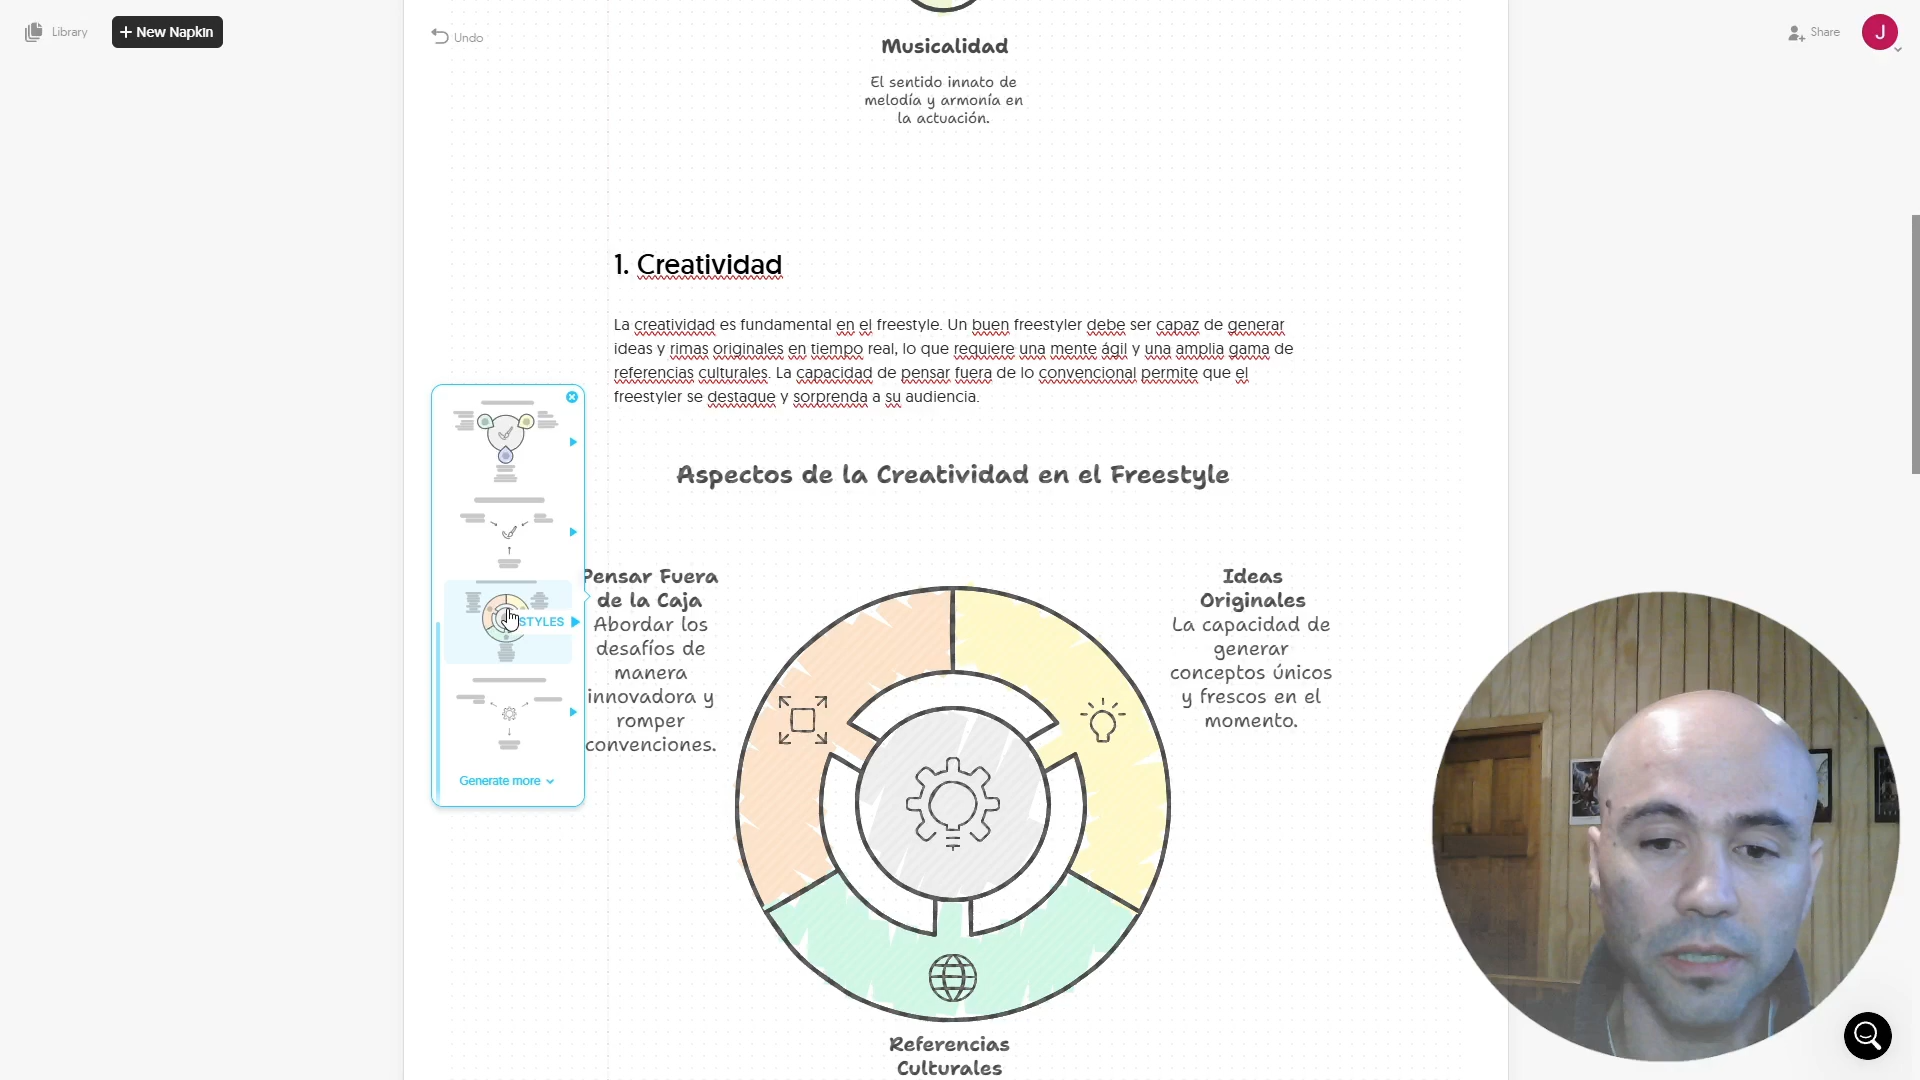 Library
+ New Napkin
Undo
Share
J
Musicalidad
El sentido innato de
melodía y armonía en
la actuación.
1. Creatividad
La creatividad es fundamental en el freestyle. Un buen freestyler debe ser capaz de generar
ideas y rimas originales en tiempo real, lo que requiere una mente ágil y una amplia gama de
referencias culturales. La capacidad de pensar fuera de lo convencional permite que el
freestyler se destaque y sorprenda a su audiencia.
Aspectos de la Creatividad en el Freestyle
Pensar Fuera
de la Caja
Abordar los
desafíos de
manera
innovadora y
romper
convenciones.
Ideas
Originales
La capacidad de
generar
conceptos únicos
y frescos en el
momento.
STYLES
Generate more
Referencias
Culturales